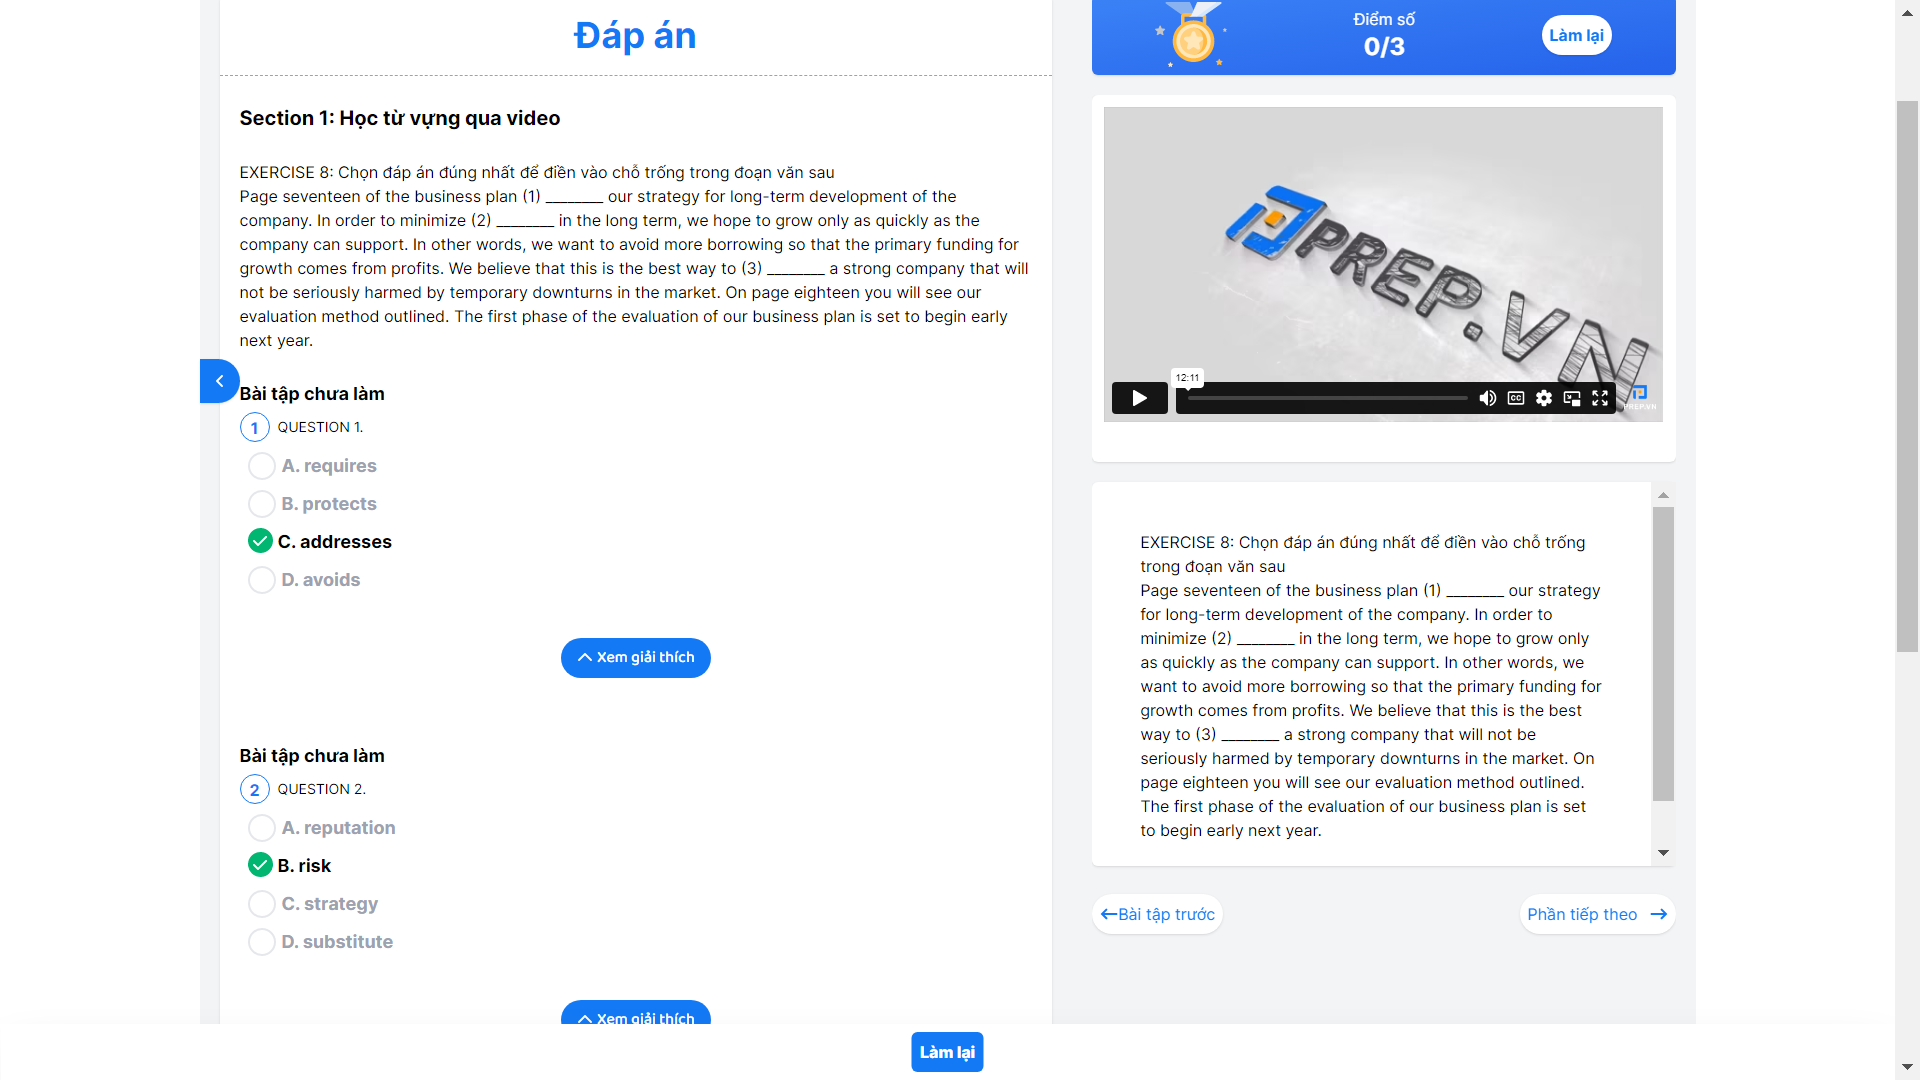 Đáp án
Section 1: Học từ vựng qua video
EXERCISE 8: Chọn đáp án đúng nhất để điền vào chỗ trống trong đoạn văn sau
Page seventeen of the business plan (1) ________ our strategy for long-term development of the
company. In order to minimize (2) ________ in the long term, we hope to grow only as quickly as the
company can support. In other words, we want to avoid more borrowing so that the primary funding for
growth comes from profits. We believe that this is the best way to (3) ________ a strong company that will
not be seriously harmed by temporary downturns in the market. On page eighteen you will see our
evaluation method outlined. The first phase of the evaluation of our business plan is set to begin early
next year.
Bài tập chưa làm
1 QUESTION 1.
A. requires
B. protects
C. addresses
D. avoids
Xem giải thích
Bài tập chưa làm
2 QUESTION 2.
A. reputation
B. risk
C. strategy
D. substitute
Xem giải thích
Điểm số
0/3
Làm lại
PREP.VN
12:11
CC
PREP.VN
EXERCISE 8: Chọn đáp án đúng nhất để điền vào chỗ trống
trong đoạn văn sau
Page seventeen of the business plan (1) ________ our strategy
for long-term development of the company. In order to
minimize (2) ________ in the long term, we hope to grow only
as quickly as the company can support. In other words, we
want to avoid more borrowing so that the primary funding for
growth comes from profits. We believe that this is the best
way to (3) ________ a strong company that will not be
seriously harmed by temporary downturns in the market. On
page eighteen you will see our evaluation method outlined.
The first phase of the evaluation of our business plan is set
to begin early next year.
Bài tập trước
Phần tiếp theo
Làm lại